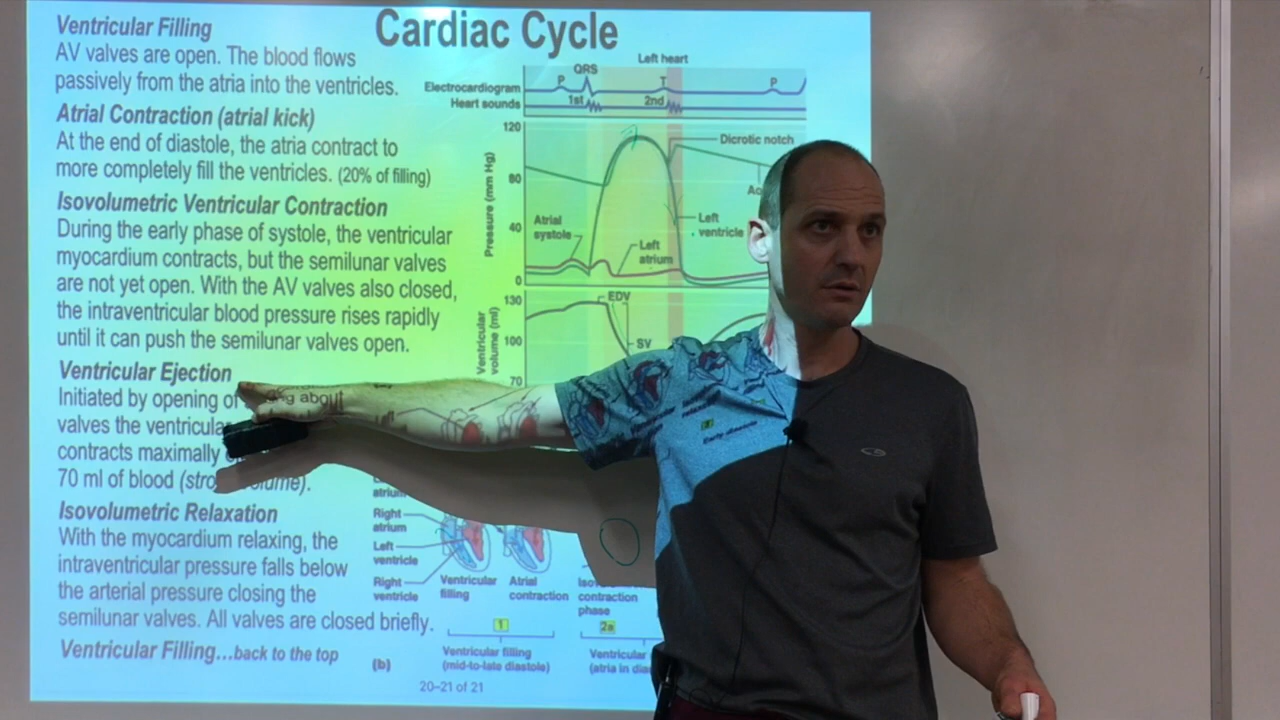 Cardiac Cycle
Ventricular Filling
AV valves are open. The blood flows
passively from the atria into the ventricles.
Atrial Contraction (atrial kick)
At the end of diastole, the atria contract to
more completely fill the ventricles. (20% of filling)
Isovolumetric Ventricular Contraction
During the early phase of systole, the ventricular
myocardium contracts, but the semilunar valves
are not yet open. With the AV valves also closed,
the intraventricular blood pressure rises rapidly
until it can push the semilunar valves open.
Ventricular Ejection
Initiated by opening of
valves the ventricula
contracts maximally
70 ml of blood
Isovolumetric Relaxation
With the myocardium relaxing, the
intraventricular pressure falls below
the arterial pressure closing the
semilunar valves. All valves are closed briefly.
Ventricular Filling...back to the top
Left heart
QRS
P
T
P
Electrocardiogram
Heart sounds
1st
2nd
Pressure (mm Hg)
120
80
40
0
Dicrotic notch
Atrial
systole
Left
ventricle
Left
atrium
Ventricular
volume (ml)
130
100
70
EDV
SV
about
Early diastole
atrium
Right
atrium
Left
ventricle
Right
ventricle
Ventricular
filling
Atrial
contraction
contraction
phase
1
2a
Ventricular filling
(mid-to-late diastole)
Ventricular
(atria in
(b)
20–21 of 21